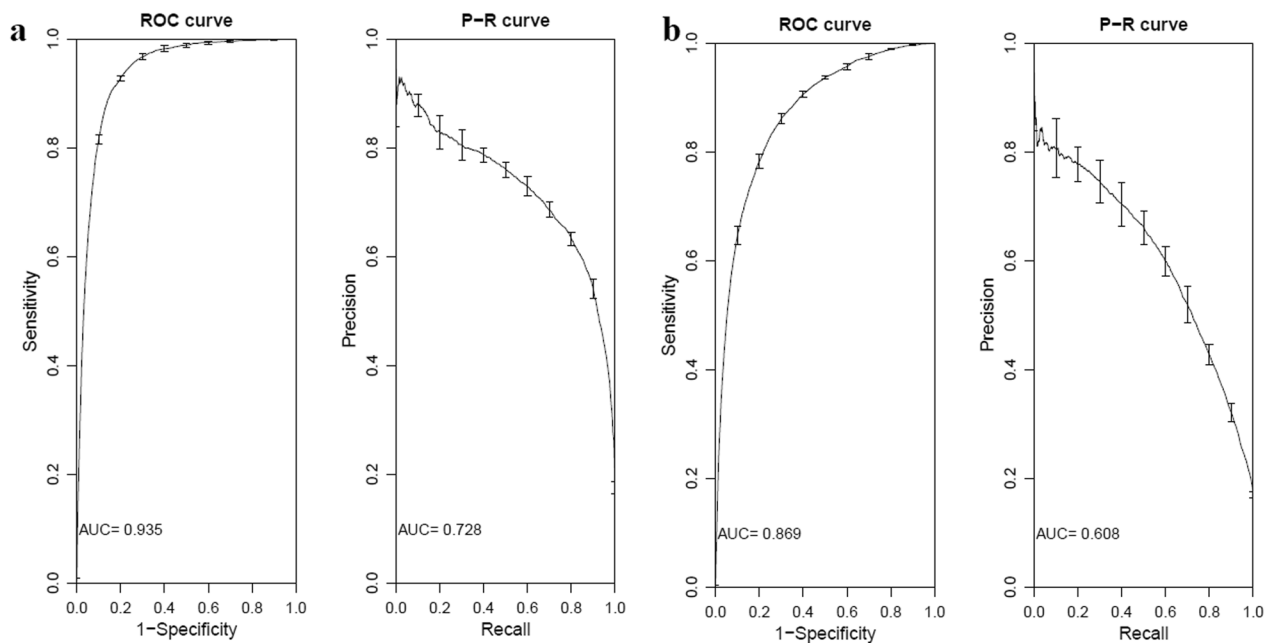 a
ROC curve
Sensitivity
1.0
0.8
0.6
0.4
0.2
0.0
AUC= 0.935
0.0 0.2 0.4 0.6 0.8 1.0
1−Specificity
P−R curve
Precision
1.0
0.8
0.6
0.4
0.2
0.0
AUC= 0.728
0.0 0.2 0.4 0.6 0.8 1.0
Recall
b
ROC curve
Sensitivity
1.0
0.8
0.6
0.4
0.2
0.0
AUC= 0.869
0.0 0.2 0.4 0.6 0.8 1.0
1−Specificity
P−R curve
Precision
1.0
0.8
0.6
0.4
0.2
0.0
AUC= 0.608
0.0 0.2 0.4 0.6 0.8 1.0
Recall